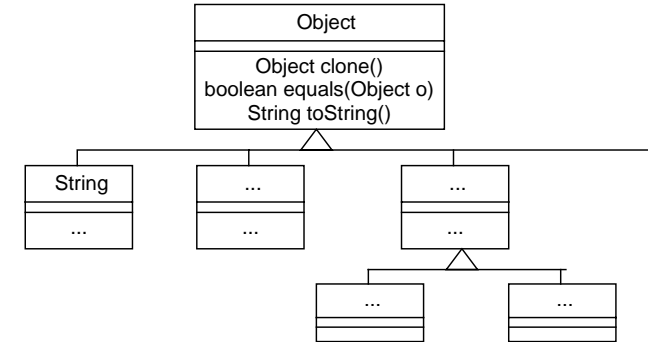 Object
Object clone()
boolean equals(Object o)
String toString()
String
...
...
...
...
...
...
...